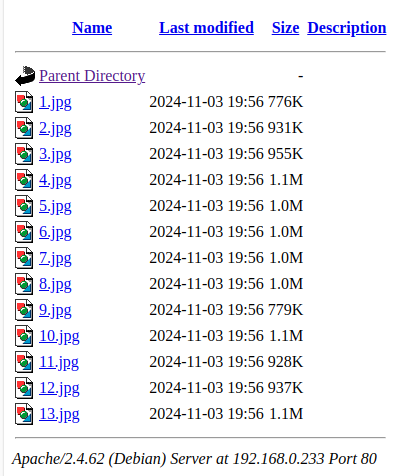 Name Last modified Size Description
Parent Directory -
1.jpg 2024-11-03 19:56 776K
2.jpg 2024-11-03 19:56 931K
3.jpg 2024-11-03 19:56 955K
4.jpg 2024-11-03 19:56 1.1M
5.jpg 2024-11-03 19:56 1.0M
6.jpg 2024-11-03 19:56 1.0M
7.jpg 2024-11-03 19:56 1.0M
8.jpg 2024-11-03 19:56 1.0M
9.jpg 2024-11-03 19:56 779K
10.jpg 2024-11-03 19:56 1.1M
11.jpg 2024-11-03 19:56 928K
12.jpg 2024-11-03 19:56 937K
13.jpg 2024-11-03 19:56 1.1M
Apache/2.4.62 (Debian) Server at 192.168.0.233 Port 80